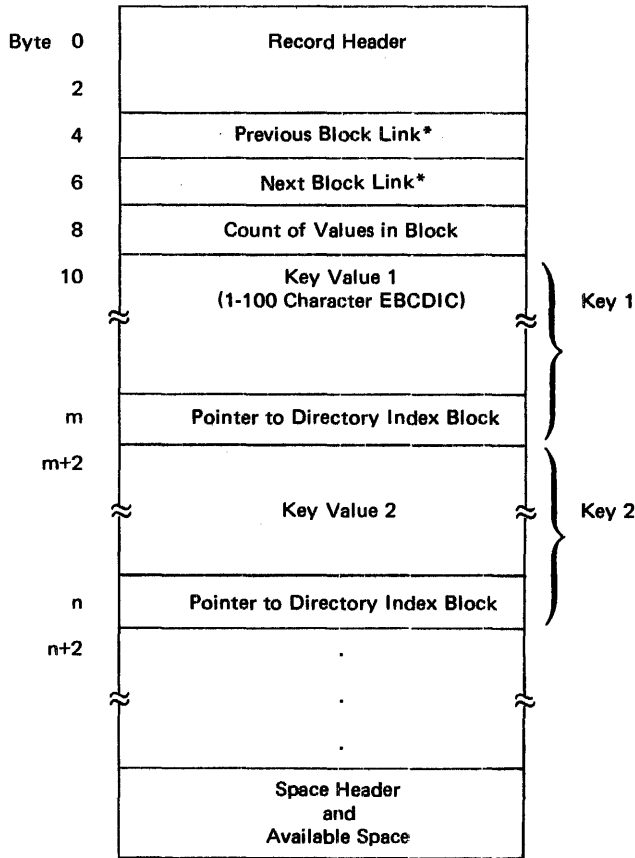 Byte 0 Record Header
2
4 Previous Block Link*
6 Next Block Link*
8 Count of Values in Block
10 Key Value 1
(1-100 Character EBCDIC) Key 1
m Pointer to Directory Index Block
m+2
Key Value 2 Key 2
n Pointer to Directory Index Block
n+2
.
.
.
Space Header
and
Available Space